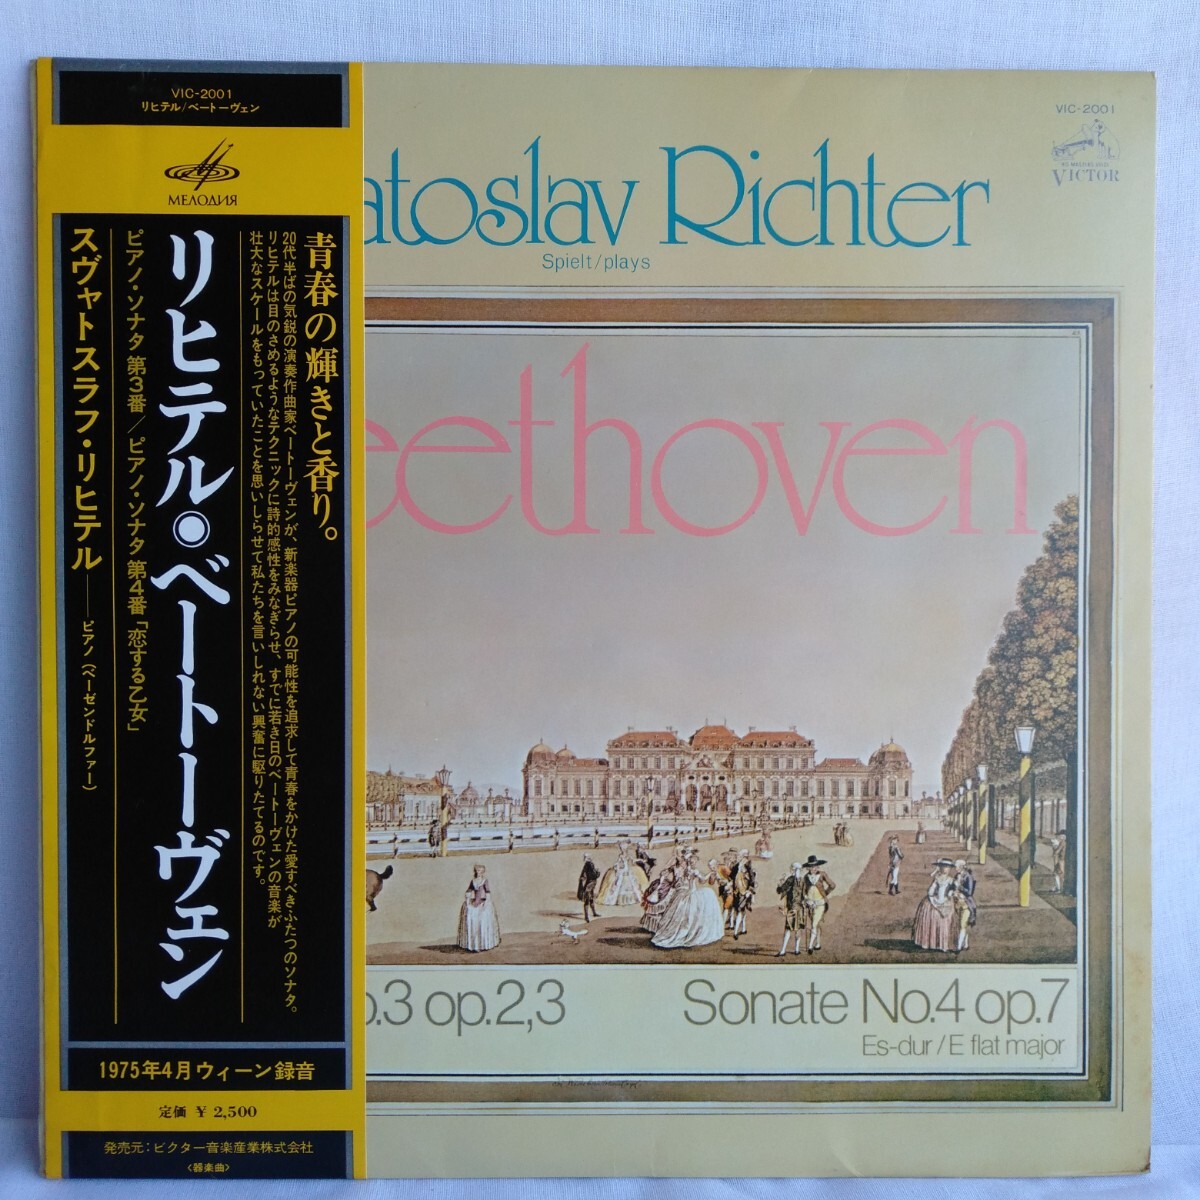 VIC-2001
リヒテル/ベートーヴェン
МЕЛОДИЯ
青春の輝きと香り。
20代半ばの気鋭の演奏作曲家ベートーヴェンが、新楽器ピアノの可能性を追求して青春をかけた愛すべきふたつのソナタ。
リヒテルは目のさめるようなテクニックに詩的感性をみなぎらせ、すでに若き日のベートーヴェンの音楽が
壮大なスケールをもっていたことを思いしらせて私たちを言いしれない興奮に駆りたてるのです。
リヒテル◉ベートーヴェン
ピアノ・ソナタ 第3番/ピアノ・ソナタ 第4番「恋する乙女」
スヴャトスラフ・リヒテル──ピアノ(ベーゼンドルファー)
1975年4月ウィーン録音
定価 ¥ 2,500
発売元:ビクター音楽産業株式会社
<器楽曲>
VIC-2001
HIS MASTER'S VOICE
VICTOR
atoslav Richter
Spielt/plays
eethoven
o.3 op.2,3
Sonate No.4 op.7
Es-dur/E flat major